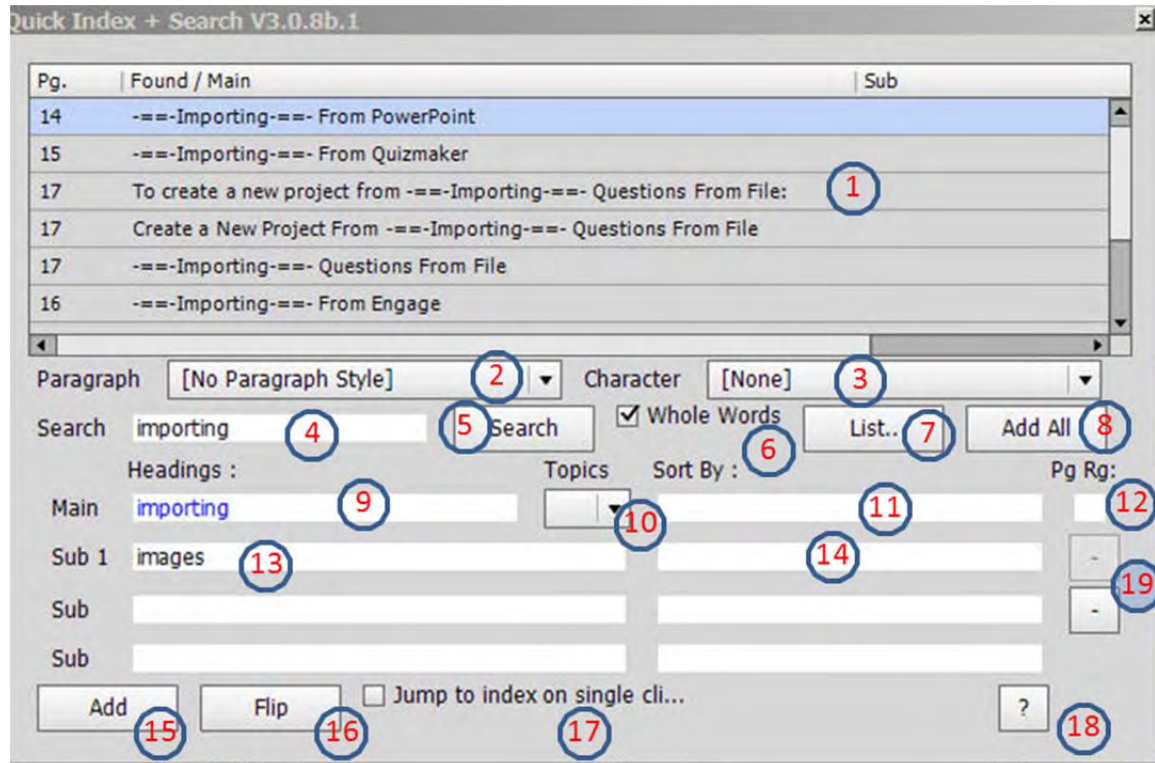 Quick Index + Search V3.0.8b.1
Pg. Found / Main Sub
14 -==-Importing-==- From PowerPoint
15 -==-Importing-==- From Quizmaker
17 To create a new project from -==-Importing-==- Questions From File: 1
17 Create a New Project From -==-Importing-==- Questions From File
17 -==-Importing-==- Questions From File
16 -==-Importing-==- From Engage
Paragraph [No Paragraph Style] 2 Character [None] 3
Search importing 4 5 Search Whole Words 6 List.. 7 Add All 8
Headings : Topics Sort By : Pg Rg:
Main importing 9 10 11 12
Sub 1 images 13 14 -
19
Sub -
Sub
Add 15 Flip 16 Jump to index on single cli... 17 ? 18